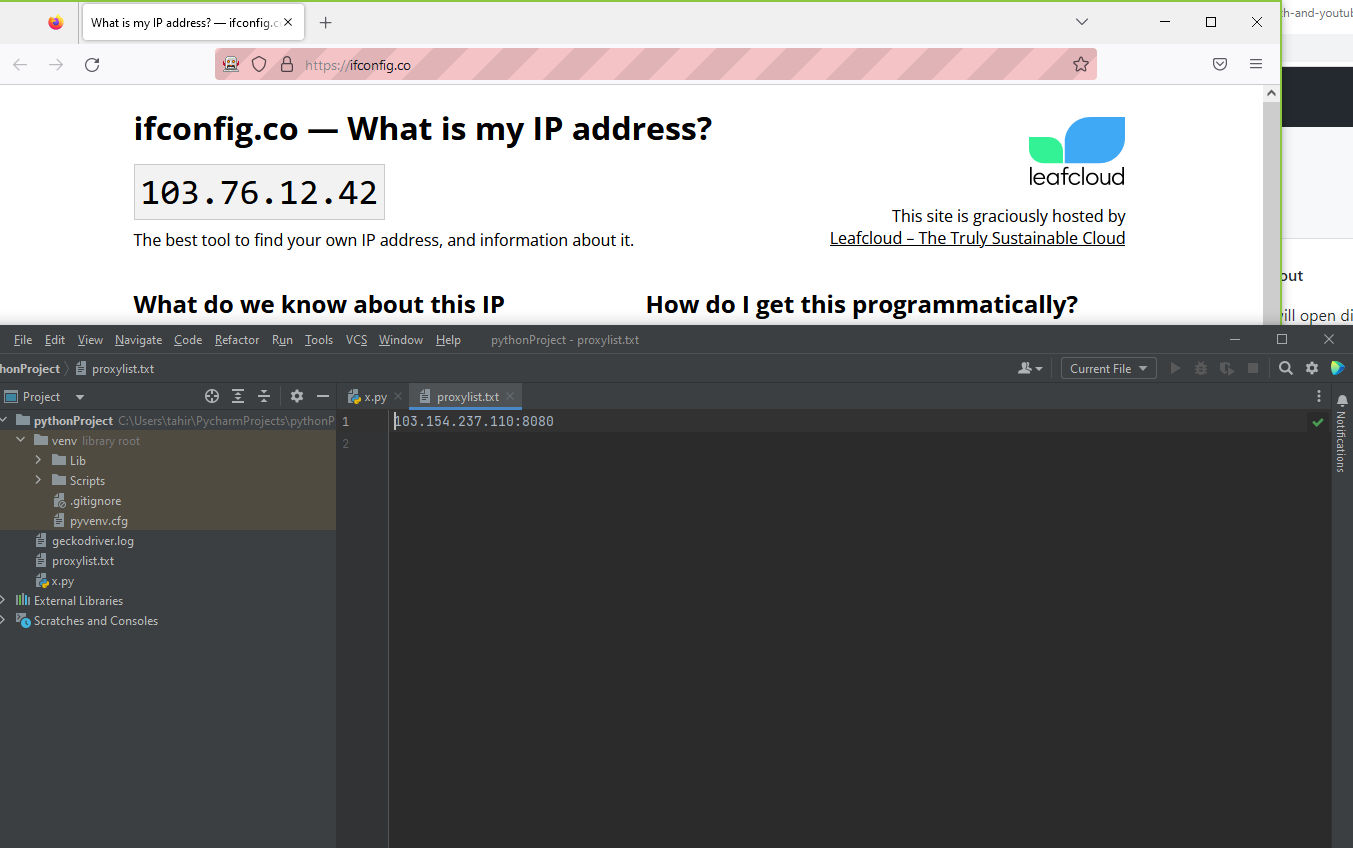 What is my IP address? — ifconfig.c
ch-and-youtub
https://ifconfig.co
ifconfig.co — What is my IP address?
103.76.12.42
leafcloud
The best tool to find your own IP address, and information about it.
This site is graciously hosted by
Leafcloud – The Truly Sustainable Cloud
What do we know about this IP
How do I get this programmatically?
out
will open di
File Edit View Navigate Code Refactor Run Tools VCS Window Help pythonProject - proxylist.txt
honProject proxylist.txt
Current File
Project
x.py
proxylist.txt
pythonProject C:\Users\tahir\PycharmProjects\pythonP
1 103.154.237.110:8080
2
venv library root
Lib
Scripts
.gitignore
pyvenv.cfg
geckodriver.log
proxylist.txt
x.py
External Libraries
Scratches and Consoles
Notifications